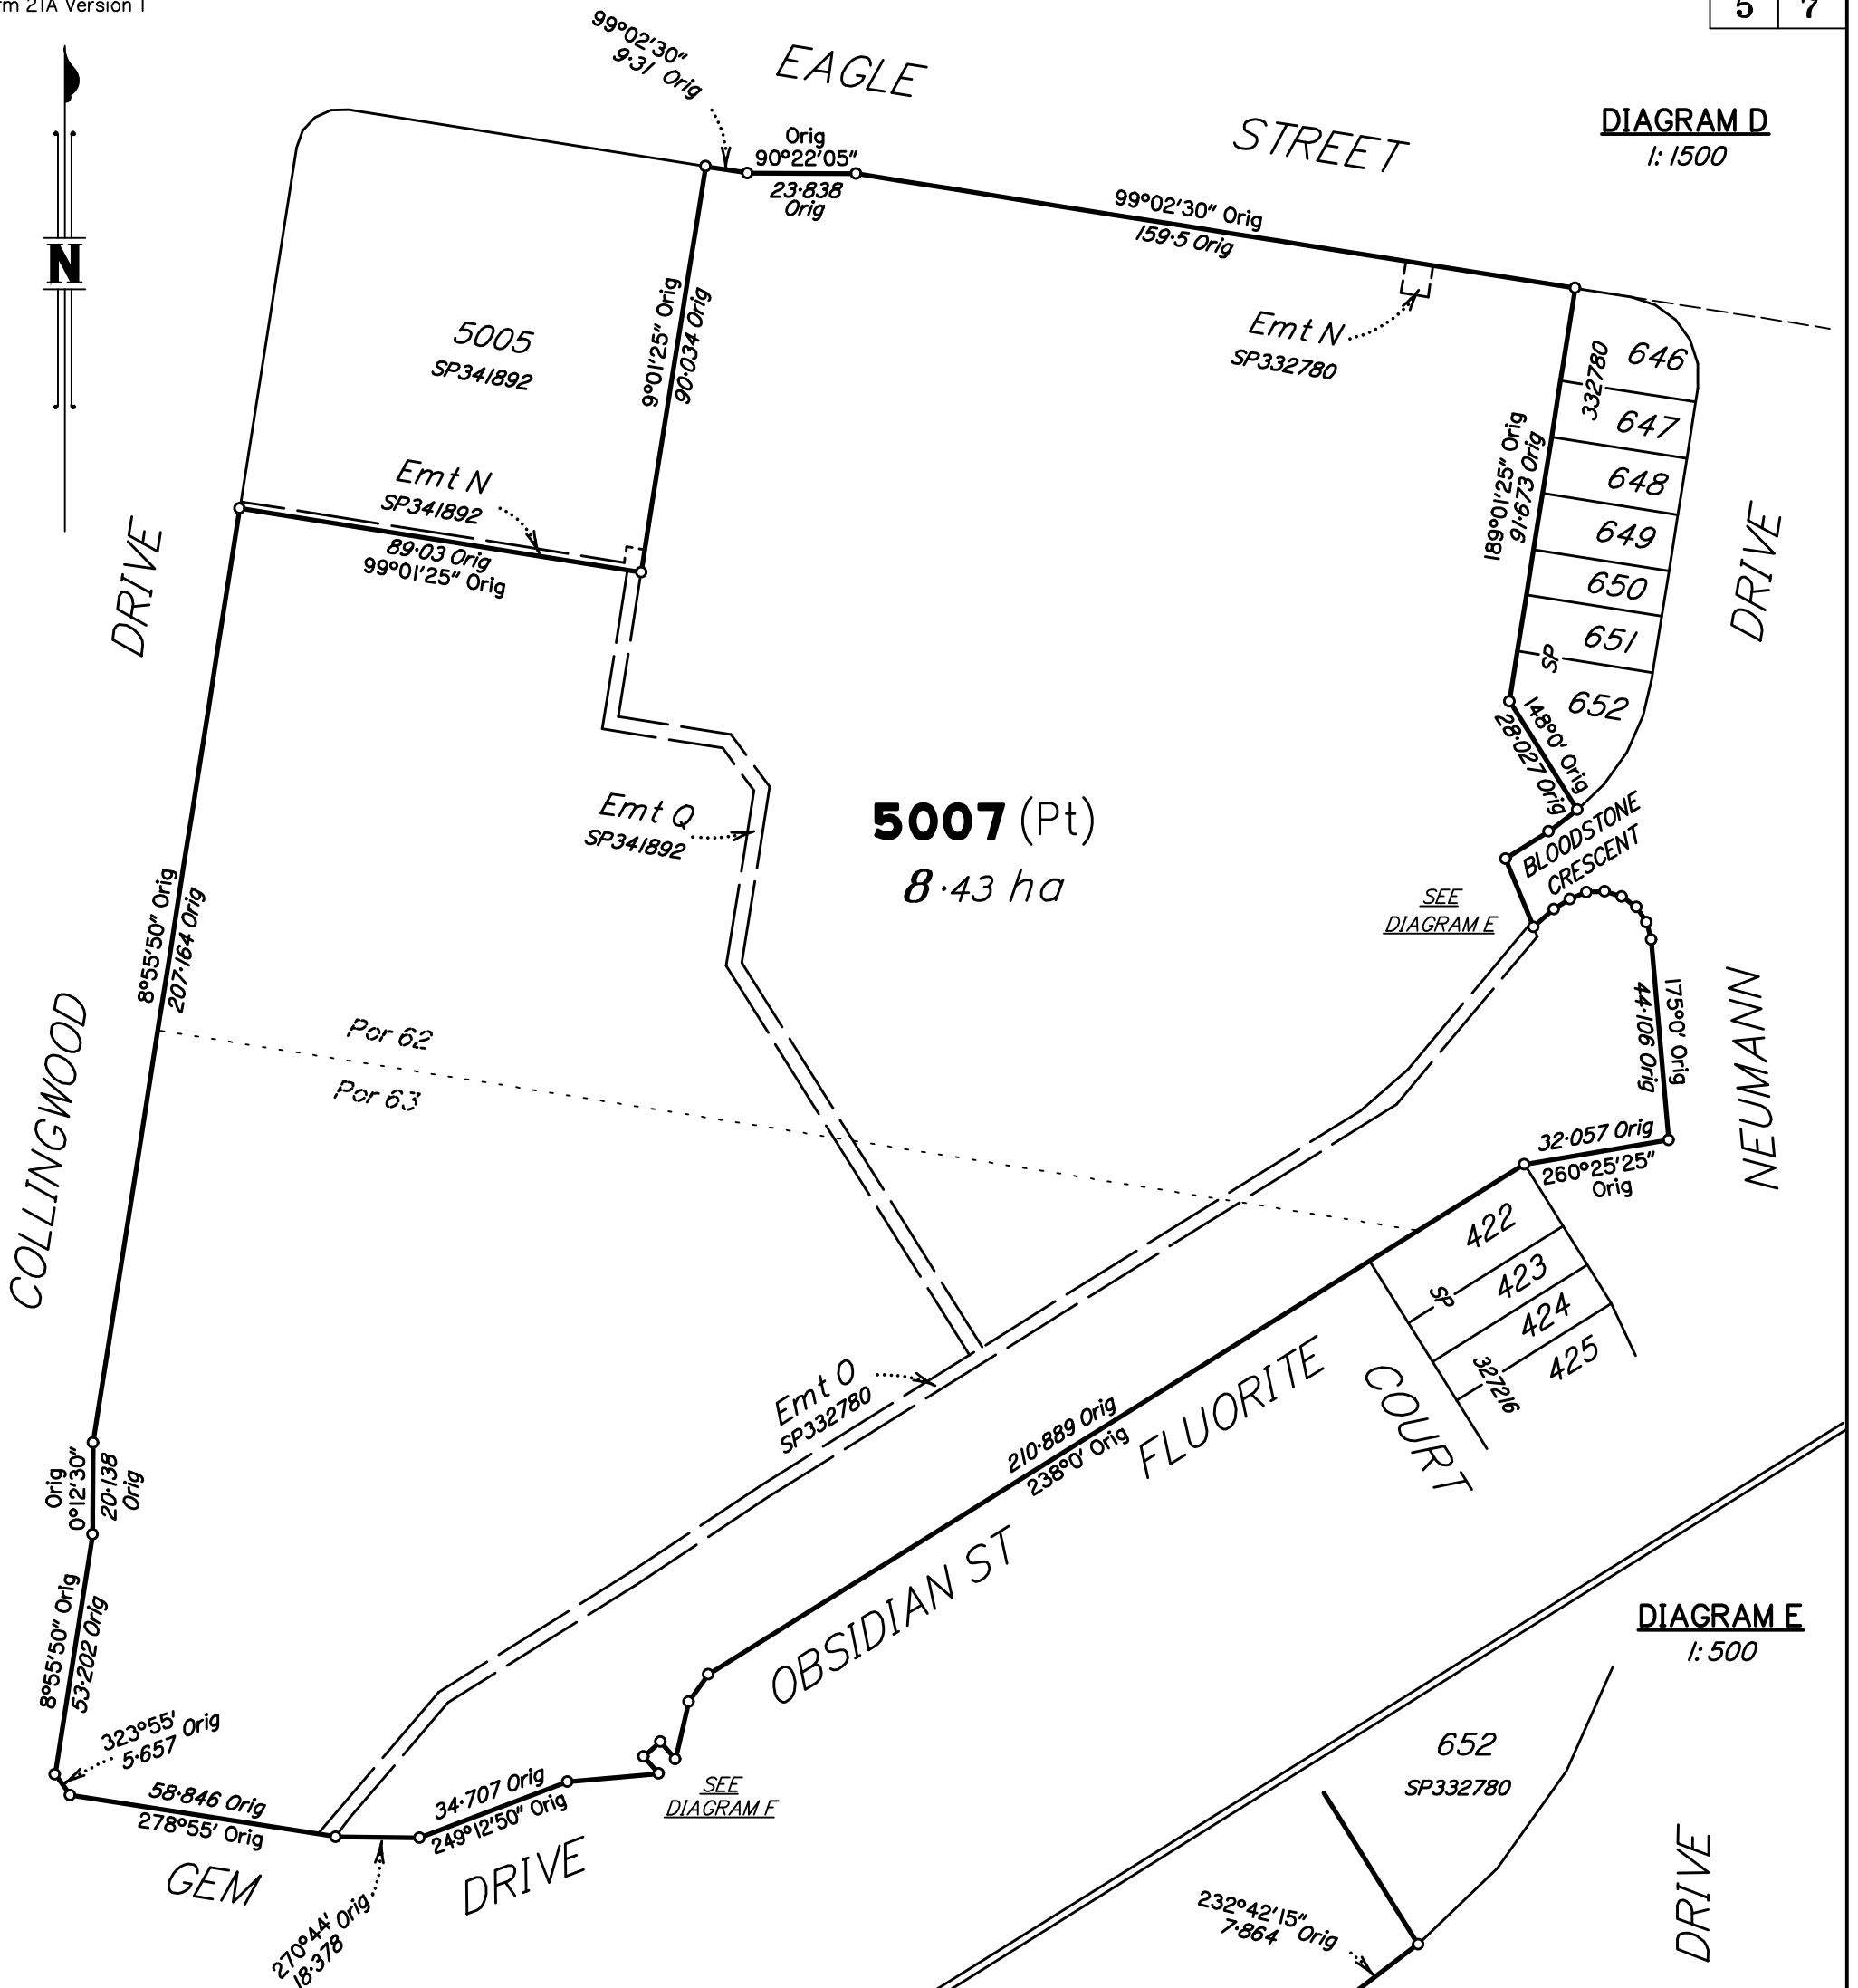 rm 21A Version 1
5 7
99°02'30"
9·31 Orig
EAGLE
STREET
DIAGRAM D
1:1500
Orig
90°22'05"
23·838
Orig
99°02'30" Orig
159·5 Orig
N
5005
SP341892
9°01'25" Orig
90·034 Orig
Emt N
SP332780
332780
646
647
648
649
650
651
SP
652
189°01'25" Orig
91·673 Orig
Emt N
SP341892
89·03 Orig
99°01'25" Orig
DRIVE
DRIVE
148°0' Orig
28·027 Orig
Emt Q
SP341892
5007 (Pt)
8·43 ha
BLOODSTONE
CRESCENT
SEE
DIAGRAM E
8°55'50" Orig
207·164 Orig
COLLINGWOOD
Por 62
Por 63
175°0' Orig
44·106 Orig
NEUMANN
32·057 Orig
260°25'25"
Orig
422
SP
423
424
327216
425
Emt O
SP332780
210·889 Orig
238°0' Orig
FLUORITE
COURT
Orig
0°12'30"
20·138
Orig
OBSIDIAN ST
8°55'50" Orig
53·202 Orig
323°55' Orig
5·657
58·846 Orig
278°55' Orig
34·707 Orig
249°12'50" Orig
SEE
DIAGRAM F
GEM
DRIVE
270°44' Orig
18·378
DIAGRAM E
1:500
652
SP332780
232°42'15"
7·864 Orig
DRIVE